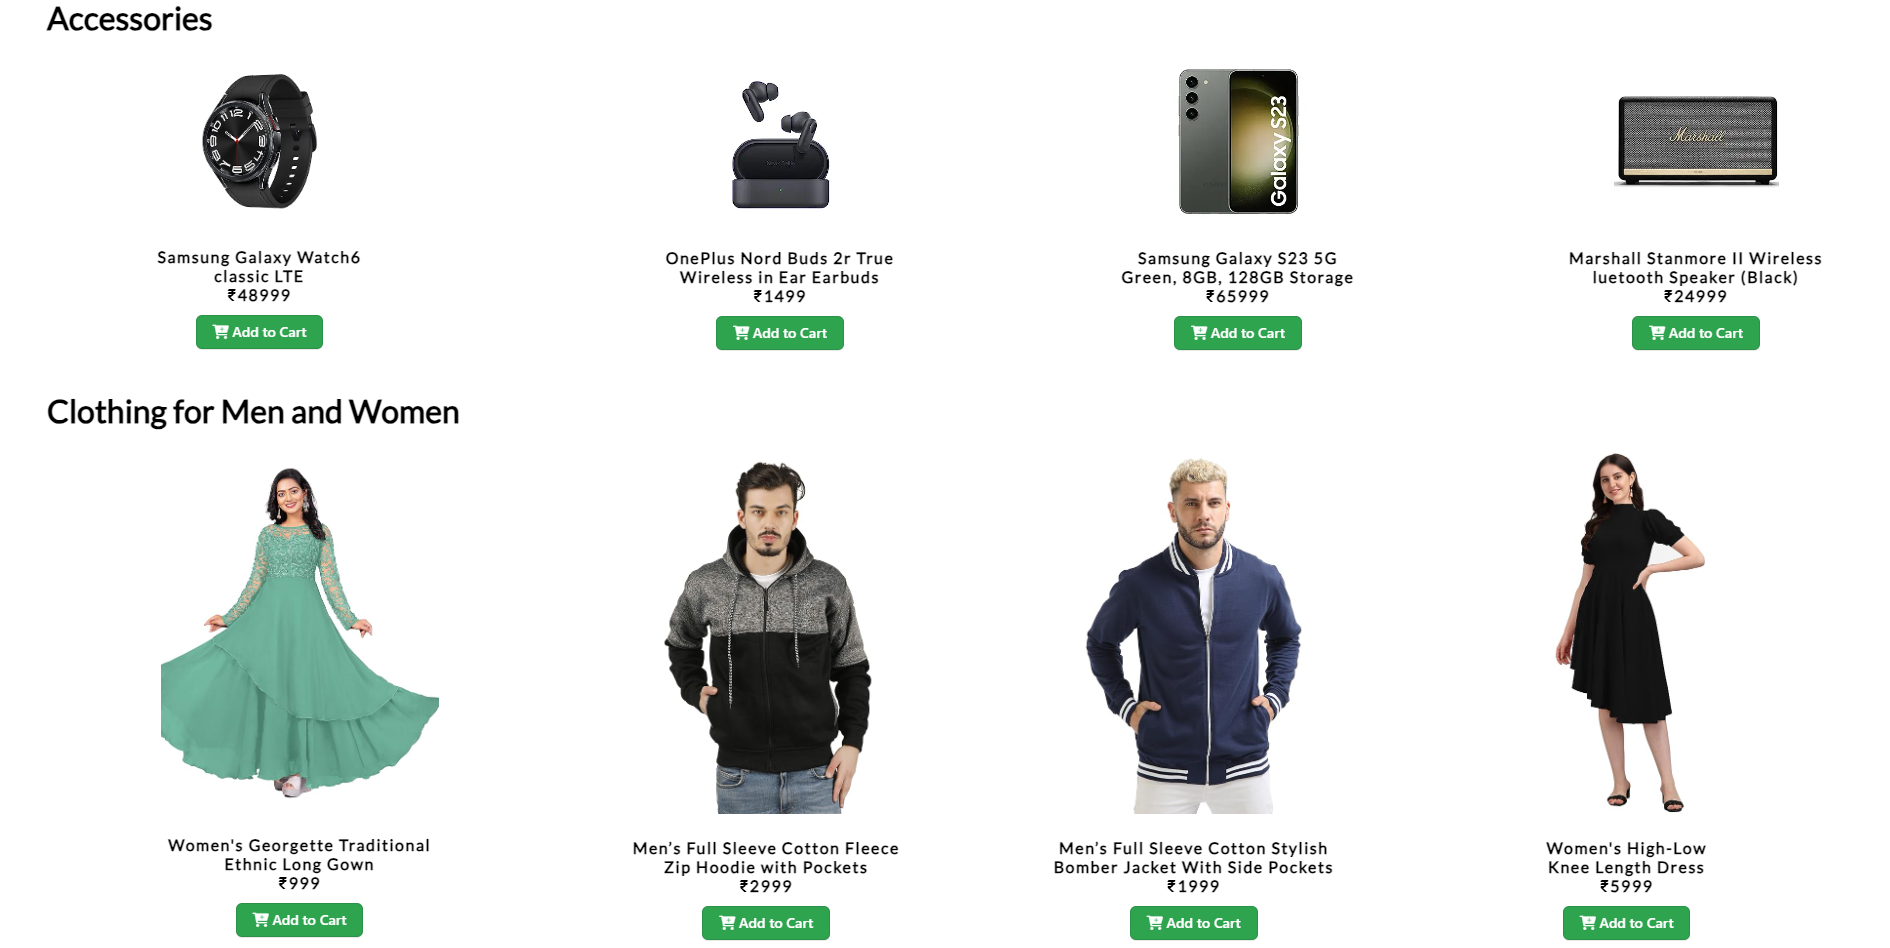 Accessories
Galaxy S23
Marshall
Samsung Galaxy Watch6
classic LTE
₹48999
Add to Cart
OnePlus Nord Buds 2r True
Wireless in Ear Earbuds
₹1499
Add to Cart
Samsung Galaxy S23 5G
Green, 8GB, 128GB Storage
₹65999
Add to Cart
Marshall Stanmore II Wireless
luetooth Speaker (Black)
₹24999
Add to Cart
Clothing for Men and Women
Women's Georgette Traditional
Ethnic Long Gown
₹999
Add to Cart
Men’s Full Sleeve Cotton Fleece
Zip Hoodie with Pockets
₹2999
Add to Cart
Men’s Full Sleeve Cotton Stylish
Bomber Jacket With Side Pockets
₹1999
Add to Cart
Women's High-Low
Knee Length Dress
₹5999
Add to Cart